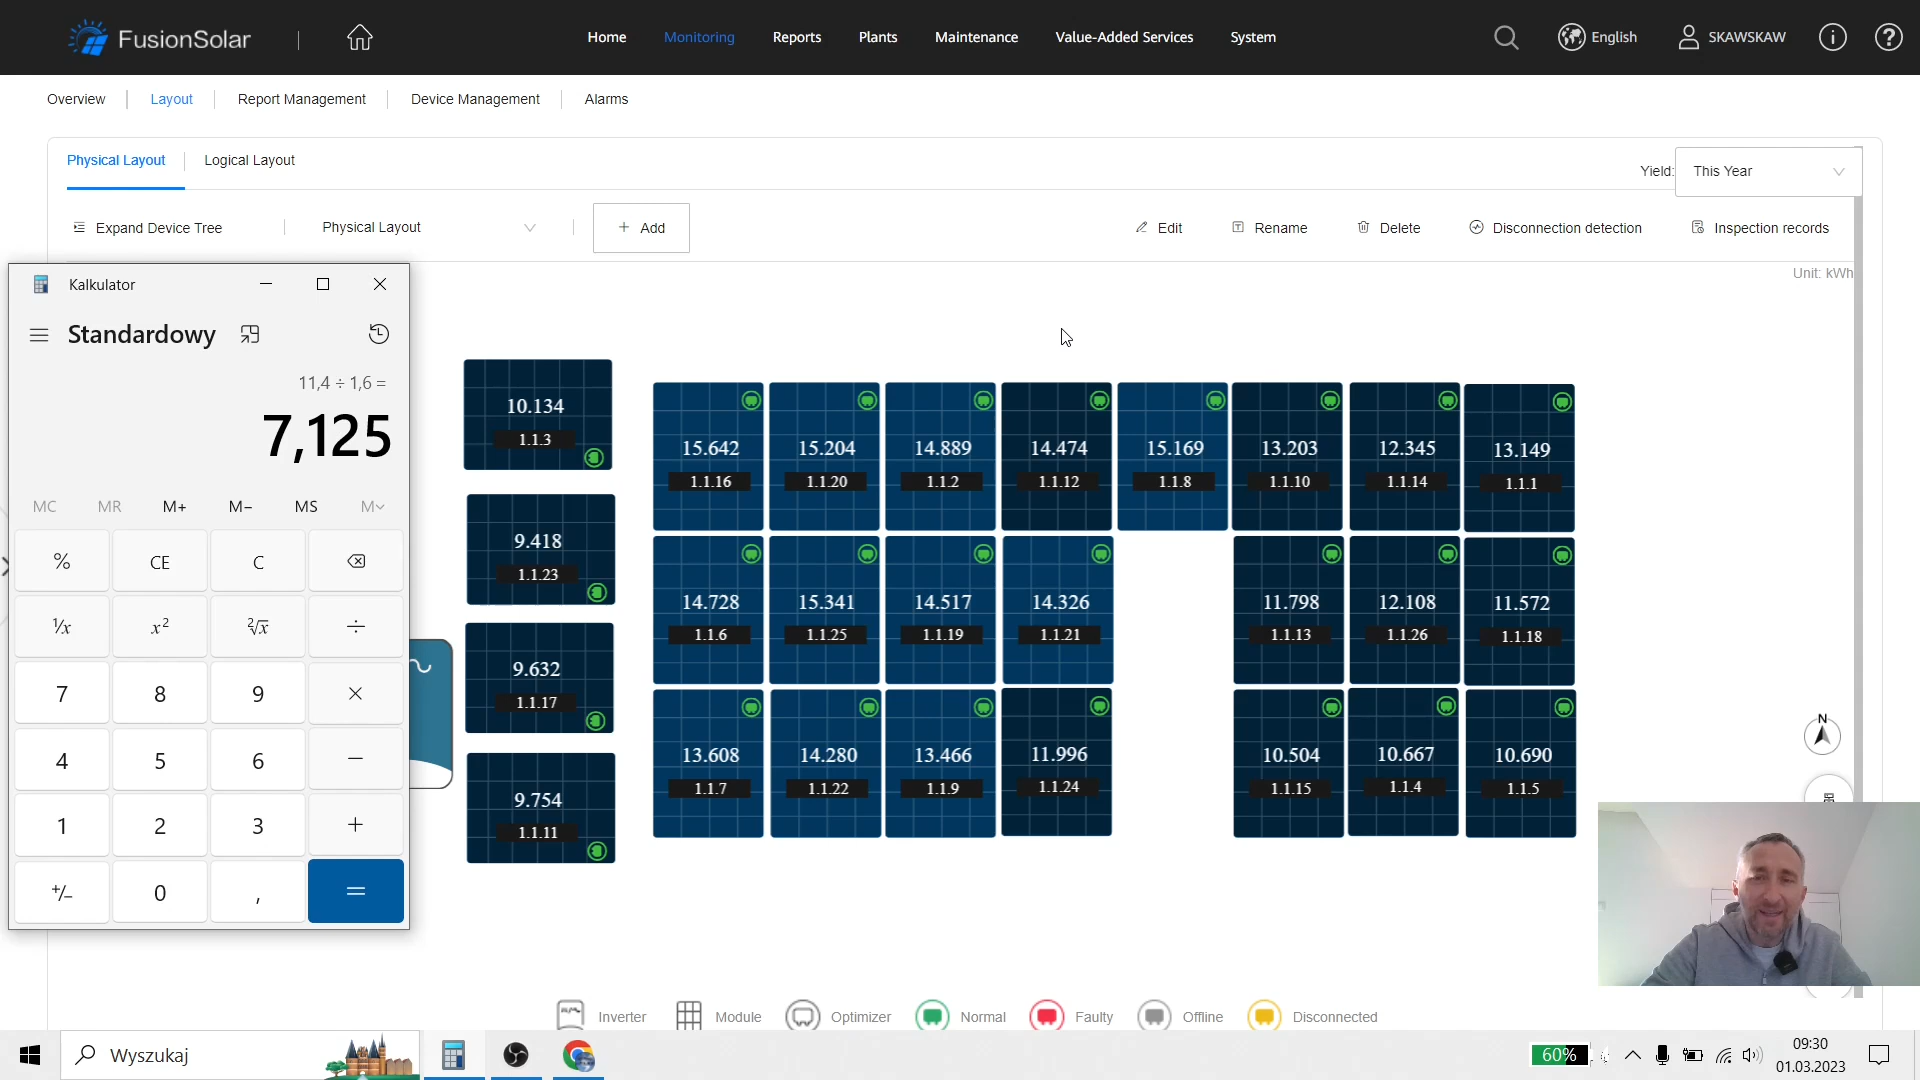 FusionSolar
Home
Monitoring
Reports
Plants
Maintenance
Value-Added Services
System
English
SKAWSKAW
Overview
Layout
Report Management
Device Management
Alarms
Physical Layout
Logical Layout
Yield:
This Year
Expand Device Tree
Physical Layout
+ Add
Edit
Rename
Delete
Disconnection detection
Inspection records
Unit: kWh
Kalkulator
Standardowy
11,4 ÷ 1,6 =
7,125
MC MR M+ M− MS M
% CE C
¹/x x² ²√x ÷
7 8 9 ×
4 5 6 −
1 2 3 +
+/− 0 , =
10.134
1.1.3
9.418
1.1.23
9.632
1.1.17
9.754
1.1.11
15.642 15.204 14.889 14.474 15.169 13.203 12.345 13.149
1.1.16 1.1.20 1.1.2 1.1.12 1.1.8 1.1.10 1.1.14 1.1.1
14.728 15.341 14.517 14.326 11.798 12.108 11.572
1.1.6 1.1.25 1.1.19 1.1.21 1.1.13 1.1.26 1.1.18
13.608 14.280 13.466 11.996 10.504 10.667 10.690
1.1.7 1.1.22 1.1.9 1.1.24 1.1.15 1.1.4 1.1.5
N
Inverter
Module
Optimizer
Normal
Faulty
Offline
Disconnected
Wyszukaj
60%
09:30
01.03.2023